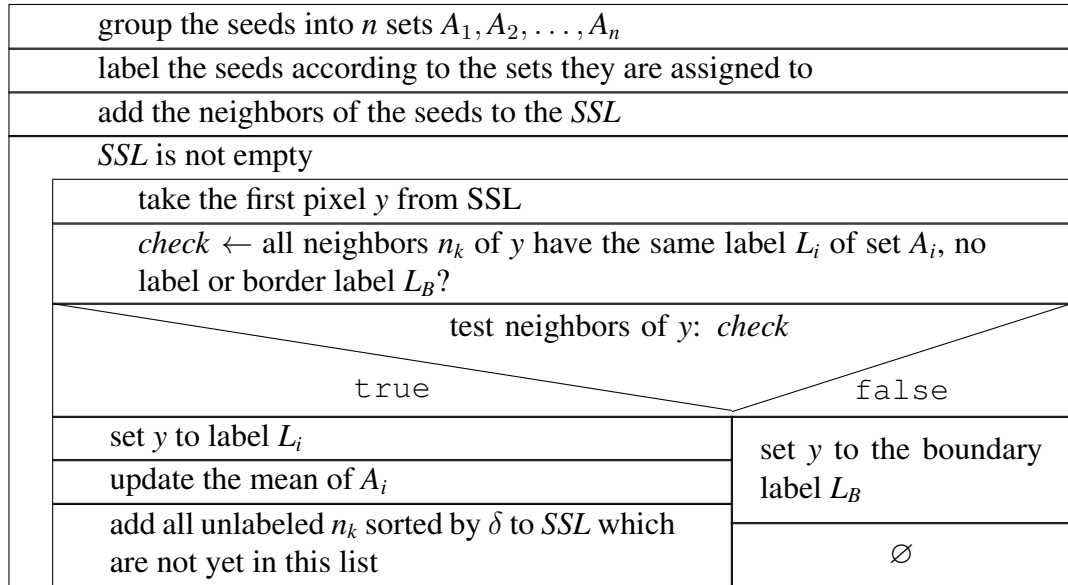 group the seeds into n sets A₁, A₂, . . . , Aₙ
label the seeds according to the sets they are assigned to
add the neighbors of the seeds to the SSL
SSL is not empty
take the first pixel y from SSL
check ← all neighbors nₖ of y have the same label Lᵢ of set Aᵢ, no
label or border label L_B?
test neighbors of y: check
true
false
set y to label Lᵢ
update the mean of Aᵢ
add all unlabeled nₖ sorted by δ to SSL which
are not yet in this list
set y to the boundary
label L_B
∅